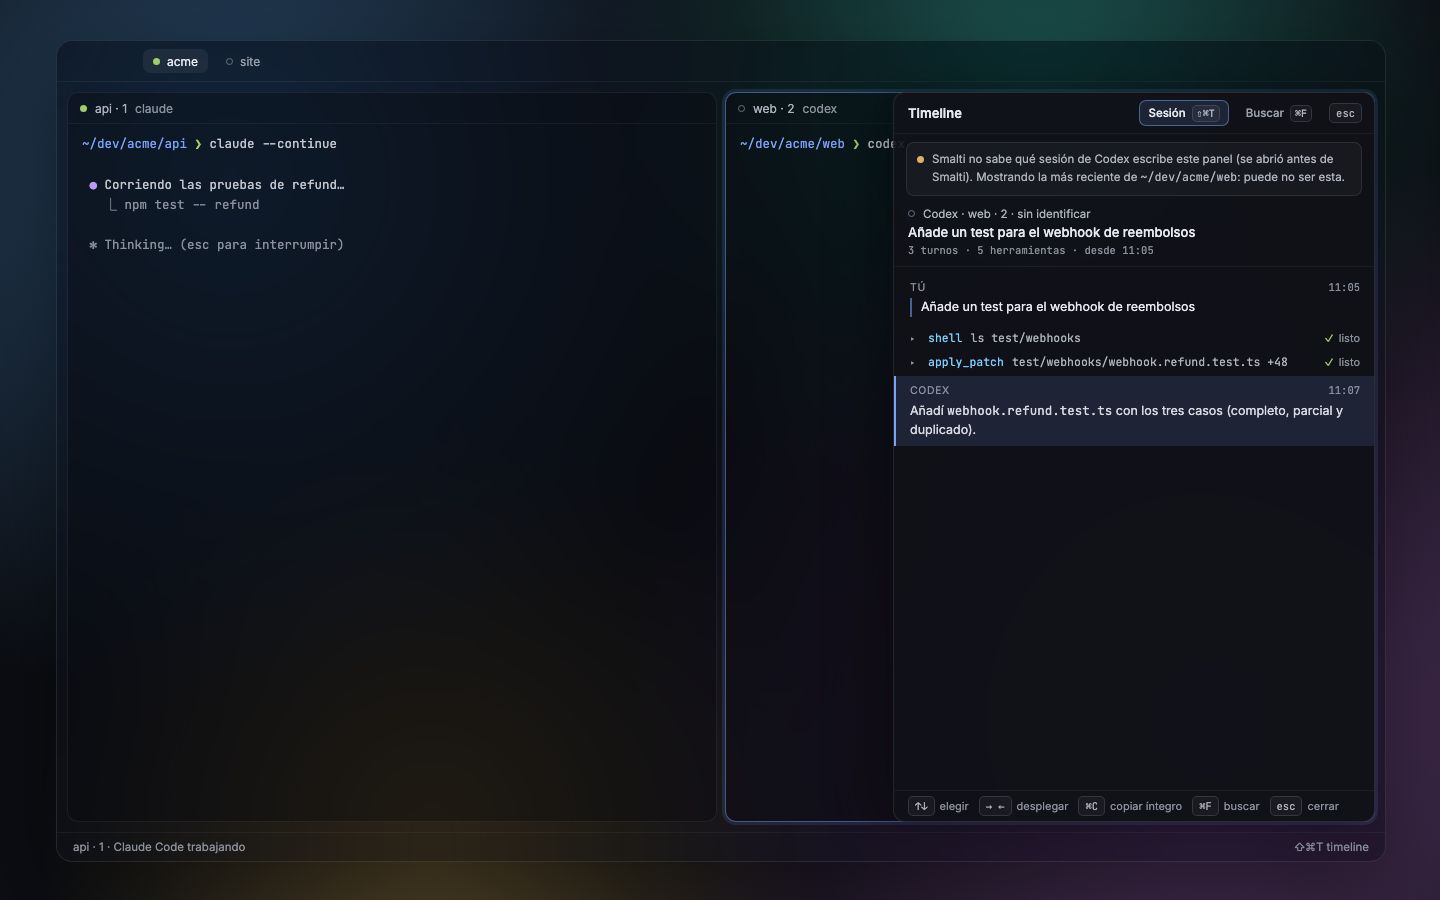 acme
site
api · 1 claude
~/dev/acme/api ❯ claude --continue
● Corriendo las pruebas de refund…
⎿ npm test -- refund
✻ Thinking… (esc para interrumpir)
web · 2 codex
~/dev/acme/web ❯ codex
Timeline
Sesión ⇧⌘T
Buscar ⌘F
esc
Smalti no sabe qué sesión de Codex escribe este panel (se abrió antes de
Smalti). Mostrando la más reciente de ~/dev/acme/web: puede no ser esta.
Codex · web · 2 · sin identificar
Añade un test para el webhook de reembolsos
3 turnos · 5 herramientas · desde 11:05
TÚ 11:05
Añade un test para el webhook de reembolsos
▸ shell ls test/webhooks ✓ listo
▸ apply_patch test/webhooks/webhook.refund.test.ts +48 ✓ listo
CODEX 11:07
Añadí webhook.refund.test.ts con los tres casos (completo, parcial y
duplicado).
↑↓ elegir → ← desplegar ⌘C copiar íntegro ⌘F buscar esc cerrar
api · 1 · Claude Code trabajando
⇧⌘T timeline